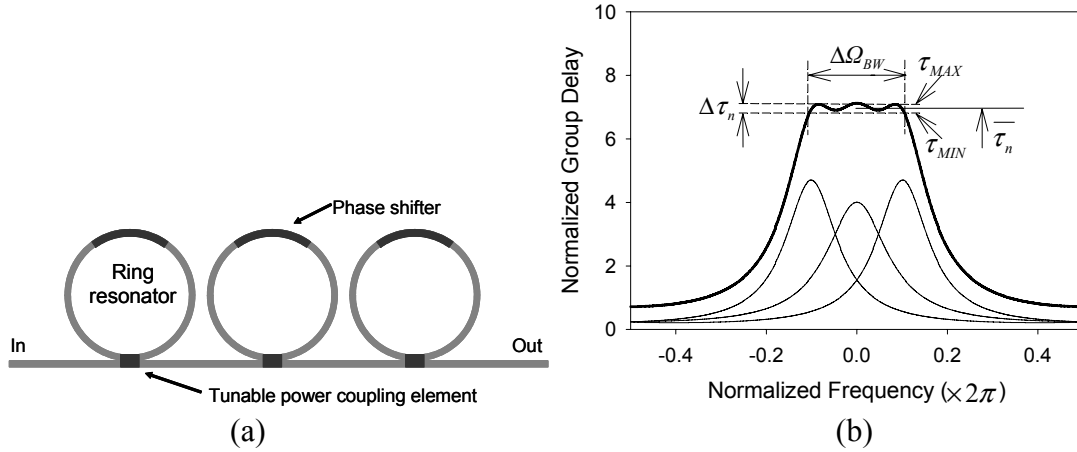 Phase shifter
Ring
resonator
In
Out
Tunable power coupling element
(a)
Normalized Group Delay
10
8
6
4
2
0
ΔΩ_BW
τ_MAX
Δτ_n
τ_MIN
τ̅_n
-0.4 -0.2 0.0 0.2 0.4
Normalized Frequency (×2π)
(b)